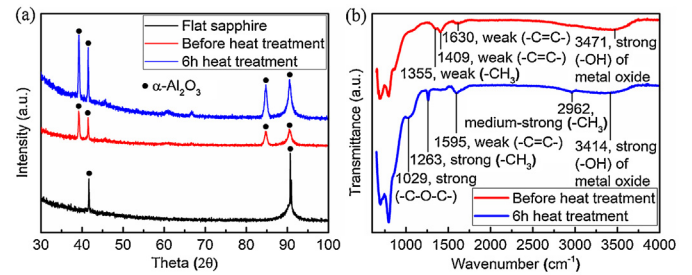 (a)
Flat sapphire
Before heat treatment
6h heat treatment
α-Al2O3
Intensity (a.u.)
30 40 50 60 70 80 90 100
Theta (2θ)
(b)
1630, weak (-C=C-)
1409, weak (-C=C-)
1355, weak (-CH3)
3471, strong
(-OH) of
metal oxide
2962,
medium-strong (-CH3)
1595, weak (-C=C-)
1263, strong (-CH3)
1029, strong
(-C-O-C-)
3414, strong
(-OH) of
metal oxide
Before heat treatment
6h heat treatment
Transmittance (a.u.)
1000 1500 2000 2500 3000 3500 4000
Wavenumber (cm⁻¹)